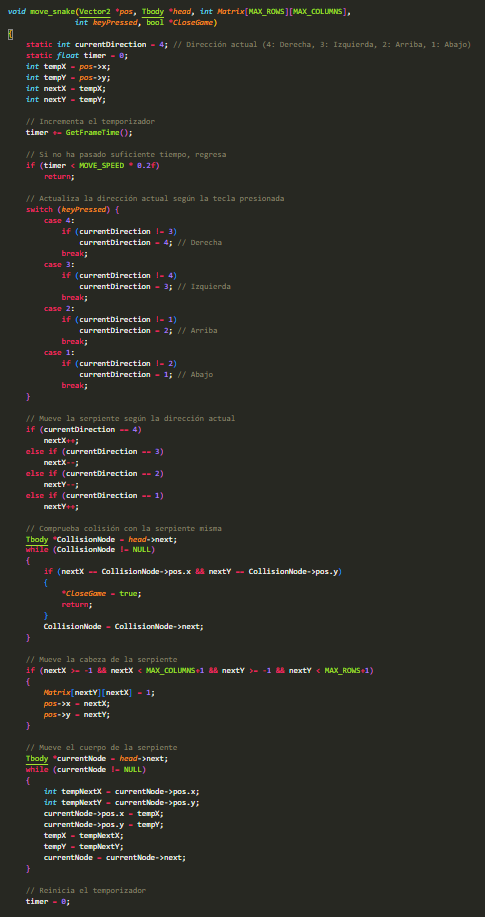 void move_snake(Vector2 *pos, Tbody *head, int Matrix[MAX_ROWS][MAX_COLUMNS],
                int keyPressed, bool *CloseGame)
{
    static int currentDirection = 4; // Dirección actual (4: Derecha, 3: Izquierda, 2: Arriba, 1: Abajo)
    static float timer = 0;
    int tempX = pos->x;
    int tempY = pos->y;
    int nextX = tempX;
    int nextY = tempY;

    // Incrementa el temporizador
    timer += GetFrameTime();

    // Si no ha pasado suficiente tiempo, regresa
    if (timer < MOVE_SPEED * 0.2f)
        return;

    // Actualiza la dirección actual según la tecla presionada
    switch (keyPressed) {
        case 4:
            if (currentDirection != 3)
                currentDirection = 4; // Derecha
            break;
        case 3:
            if (currentDirection != 4)
                currentDirection = 3; // Izquierda
            break;
        case 2:
            if (currentDirection != 1)
                currentDirection = 2; // Arriba
            break;
        case 1:
            if (currentDirection != 2)
                currentDirection = 1; // Abajo
            break;
    }

    // Mueve la serpiente según la dirección actual
    if (currentDirection == 4)
        nextX++;
    else if (currentDirection == 3)
        nextX--;
    else if (currentDirection == 2)
        nextY--;
    else if (currentDirection == 1)
        nextY++;

    // Comprueba colisión con la serpiente misma
    Tbody *CollisionNode = head->next;
    while (CollisionNode != NULL)
    {
        if (nextX == CollisionNode->pos.x && nextY == CollisionNode->pos.y)
        {
            *CloseGame = true;
            return;
        }
        CollisionNode = CollisionNode->next;
    }

    // Mueve la cabeza de la serpiente
    if (nextX >= -1 && nextX < MAX_COLUMNS+1 && nextY >= -1 && nextY < MAX_ROWS+1)
    {
        Matrix[nextY][nextX] = 1;
        pos->x = nextX;
        pos->y = nextY;
    }

    // Mueve el cuerpo de la serpiente
    Tbody *currentNode = head->next;
    while (currentNode != NULL)
    {
        int tempNextX = currentNode->pos.x;
        int tempNextY = currentNode->pos.y;
        currentNode->pos.x = tempX;
        currentNode->pos.y = tempY;
        tempX = tempNextX;
        tempY = tempNextY;
        currentNode = currentNode->next;
    }

    // Reinicia el temporizador
    timer = 0;